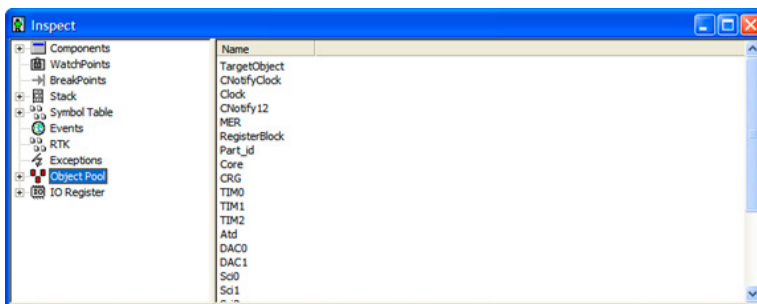 Inspect
Components
WatchPoints
BreakPoints
Stack
Symbol Table
Events
RTK
Exceptions
Object Pool
IO Register
Name
TargetObject
CNotifyClock
Clock
CNotify12
MER
RegisterBlock
Part_id
Core
CRG
TIM0
TIM1
TIM2
Atd
DAC0
DAC1
Sci0
Sci1